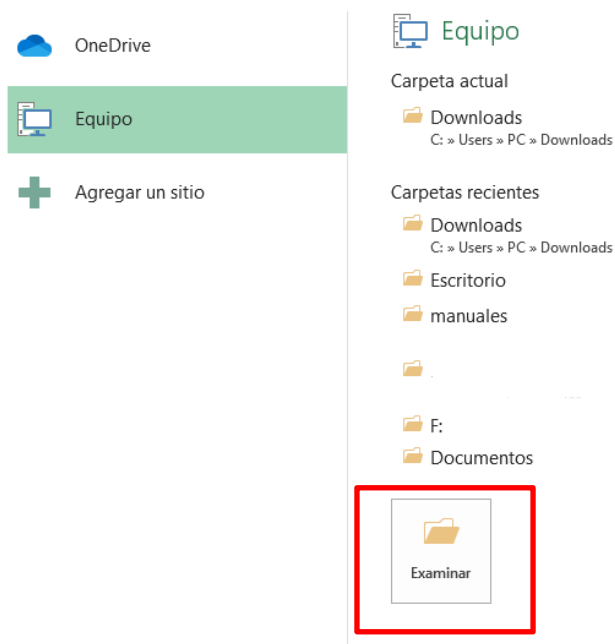 OneDrive
Equipo
Agregar un sitio
Equipo
Carpeta actual
Downloads
C: » Users » PC » Downloads
Carpetas recientes
Downloads
C: » Users » PC » Downloads
Escritorio
manuales
F:
Documentos
Examinar